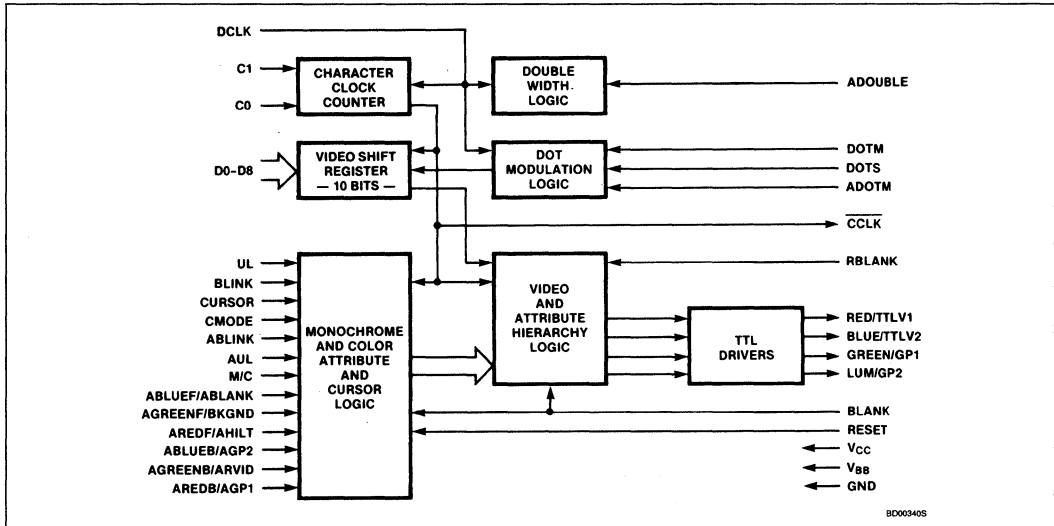 DCLK
C1
C0
CHARACTER
CLOCK
COUNTER
DOUBLE
WIDTH
LOGIC
ADOUBLE
D0-D8
VIDEO SHIFT
REGISTER
— 10 BITS —
DOT
MODULATION
LOGIC
DOTM
DOTS
ADOTM
CCLK
UL
BLINK
CURSOR
CMODE
ABLINK
AUL
M/C
ABLUEF/ABLANK
AGREENF/BKGND
AREDF/AHILT
ABLUEB/AGP2
AGREENB/ARVID
AREDB/AGP1
MONOCHROME
AND COLOR
ATTRIBUTE
AND
CURSOR
LOGIC
VIDEO
AND
ATTRIBUTE
HIERARCHY
LOGIC
TTL
DRIVERS
RBLANK
RED/TTLV1
BLUE/TTLV2
GREEN/GP1
LUM/GP2
BLANK
RESET
VCC
VBB
GND
BD00340S